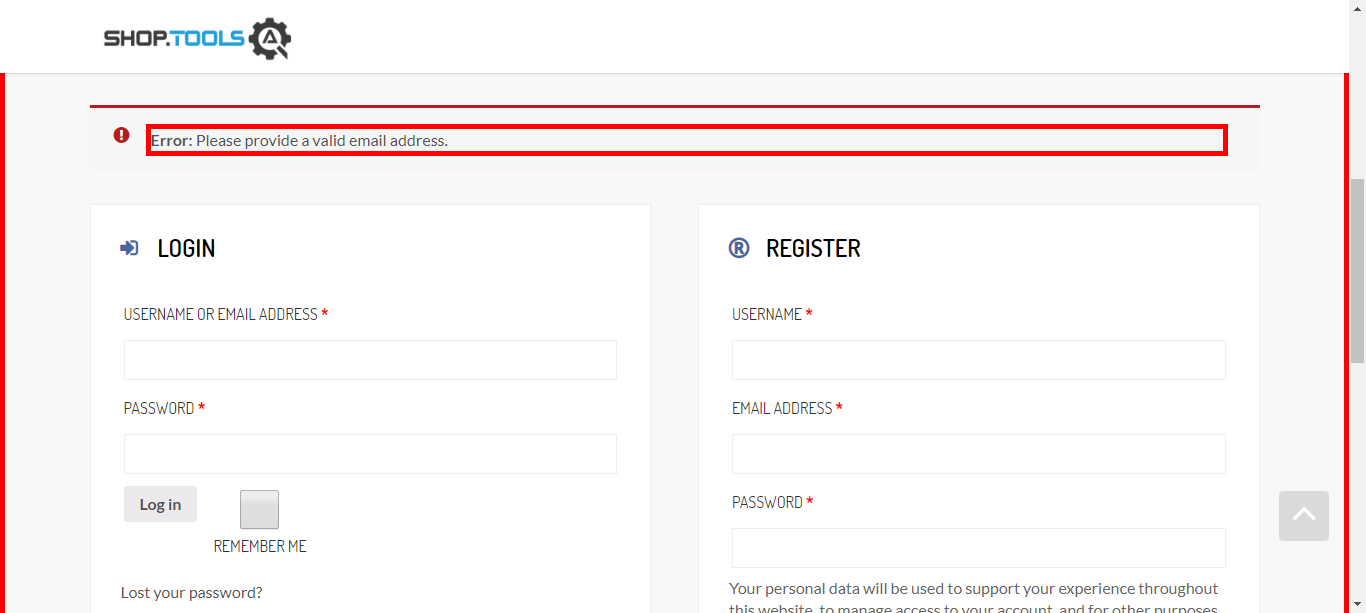 SHOP.TOOLS
Error: Please provide a valid email address.
LOGIN
USERNAME OR EMAIL ADDRESS *
PASSWORD *
Log in
REMEMBER ME
Lost your password?
® REGISTER
USERNAME *
EMAIL ADDRESS *
PASSWORD *
Your personal data will be used to support your experience throughout
this website, to manage access to your account, and for other purposes